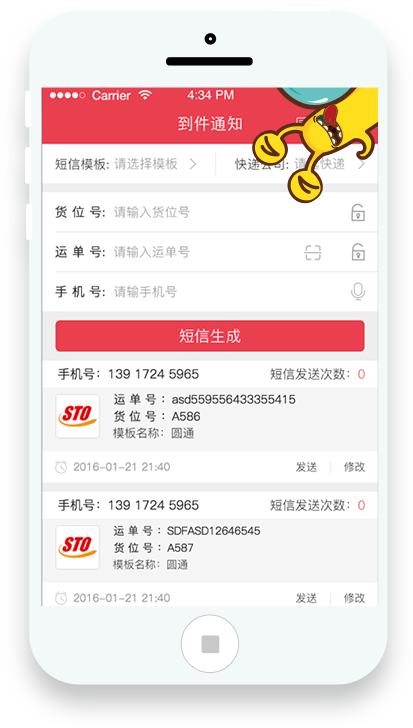 Carrier 4:34 PM
到件通知
短信模板: 请选择模板 快递公司: 请 快递
货 位 号: 请输入货位号
运 单 号: 请输入运单号
手 机 号: 请输手机号
短信生成
手机号: 139 1724 5965 短信发送次数: 0
STO
运 单 号 : asd559556433355415
货 位 号 : A586
模板名称: 圆通
2016-01-21 21:40 发送 修改
手机号: 139 1724 5965 短信发送次数: 0
STO
运 单 号 : SDFASD12646545
货 位 号 : A587
模板名称: 圆通
2016-01-21 21:40 发送 修改